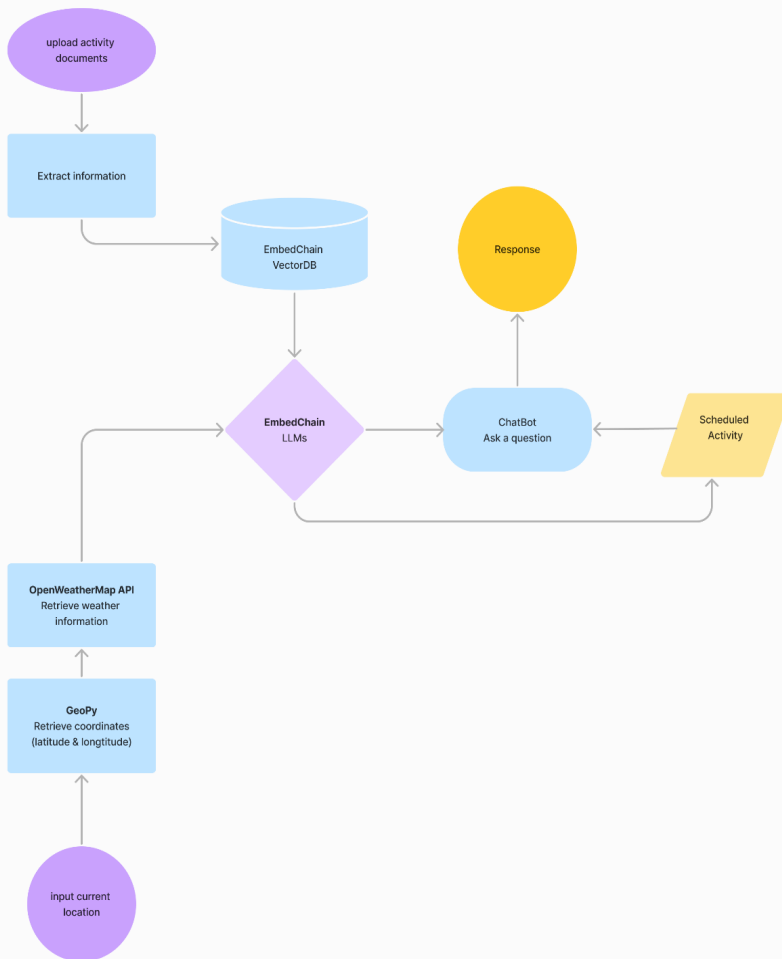 upload activity
documents
Extract information
EmbedChain
VectorDB
Response
EmbedChain
LLMs
ChatBot
Ask a question
Scheduled
Activity
OpenWeatherMap API
Retrieve weather
information
GeoPy
Retrieve coordinates
(latitude & longtitude)
input current
location